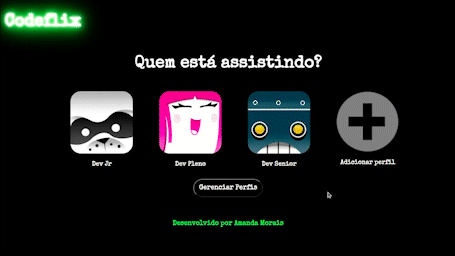 Codeflix
Quem está assistindo?
Dev Jr
Dev Pleno
Dev Senior
Adicionar perfil
Gerenciar Perfis
Desenvolvido por Amanda Morais